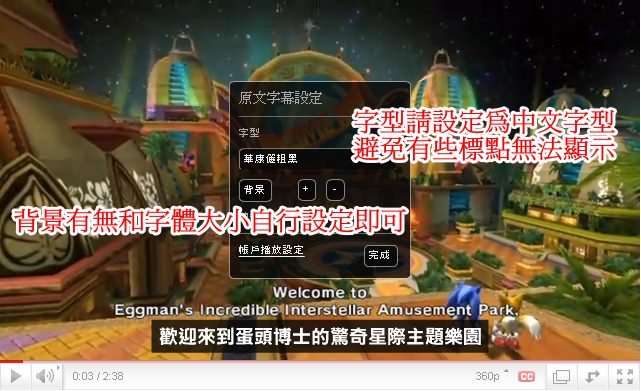 原文字幕設定
字型
字型請設定為中文字型
避免有些標點無法顯示
華康儷粗黑
背景 + -
背景有無和字體大小自行設定即可
帳戶播放設定
完成
Welcome to
Eggman's Incredible Interstellar Amusement Park.
歡迎來到蛋頭博士的驚奇星際主題樂園
0:03 / 2:38
360p
CC